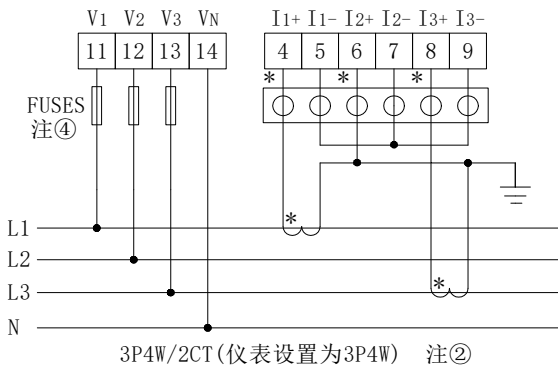 V1 V2 V3 VN I1+ I1- I2+ I2- I3+ I3-
11 12 13 14 4 5 6 7 8 9
* * *
FUSES
注④
*
L1
L2
L3 *
N
3P4W/2CT(仪表设置为3P4W) 注②